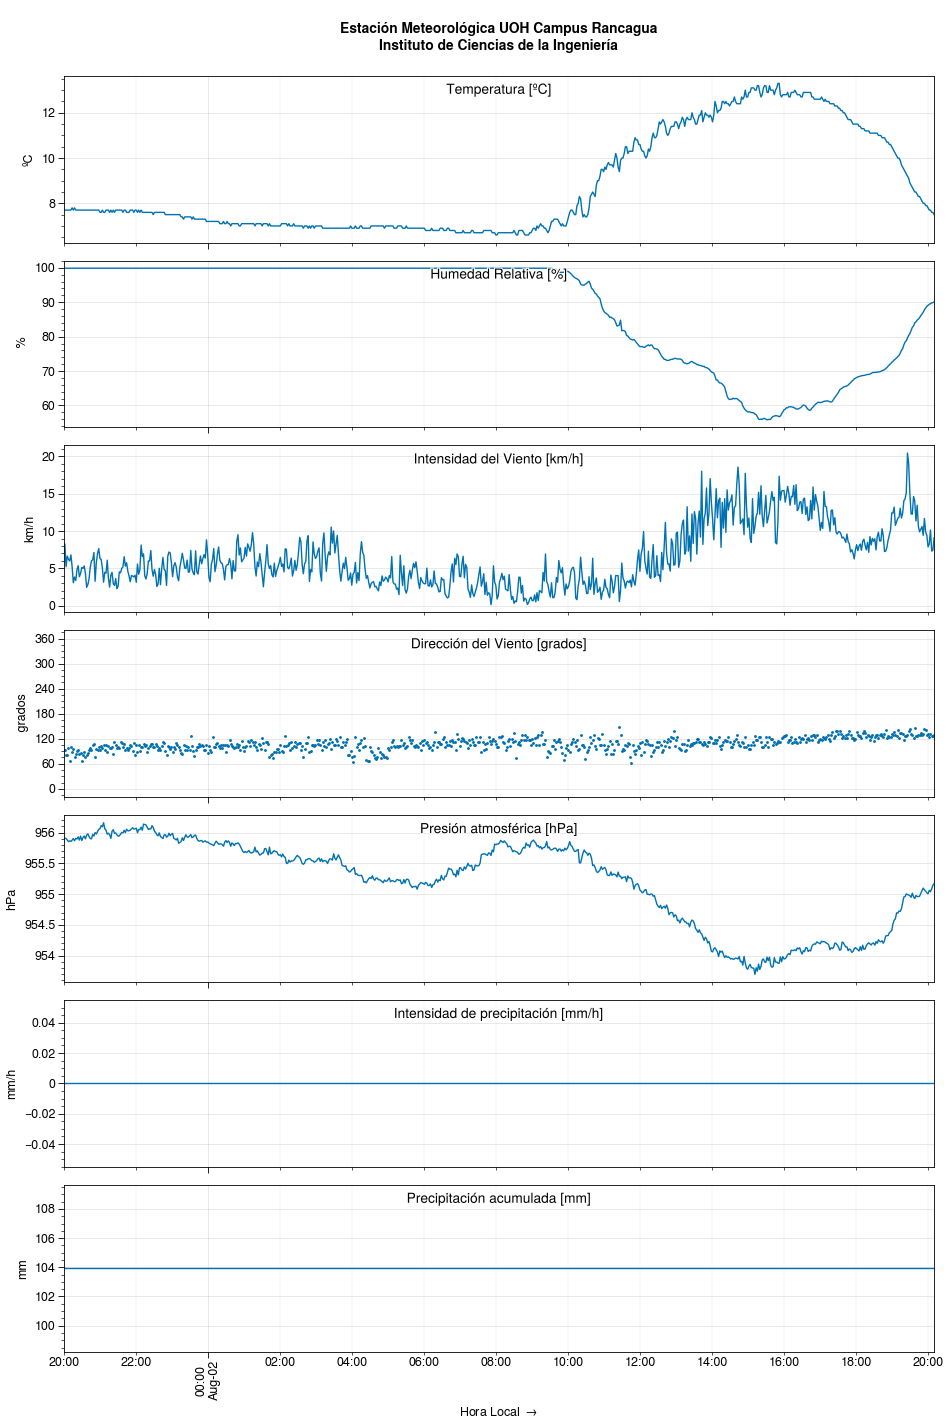 Estación Meteorológica UOH Campus Rancagua
Instituto de Ciencias de la Ingeniería
Temperatura [ºC]
ºC
12
10
8
Humedad Relativa [%]
%
100
90
80
70
60
Intensidad del Viento [km/h]
km/h
20
15
10
5
0
Dirección del Viento [grados]
grados
360
300
240
180
120
60
0
Presión atmosférica [hPa]
hPa
956
955.5
955
954.5
954
Intensidad de precipitación [mm/h]
mm/h
0.04
0.02
0
−0.02
−0.04
Precipitación acumulada [mm]
mm
108
106
104
102
100
20:00 22:00 00:00 02:00 04:00 06:00 08:00 10:00 12:00 14:00 16:00 18:00 20:00
Aug-02
Hora Local →